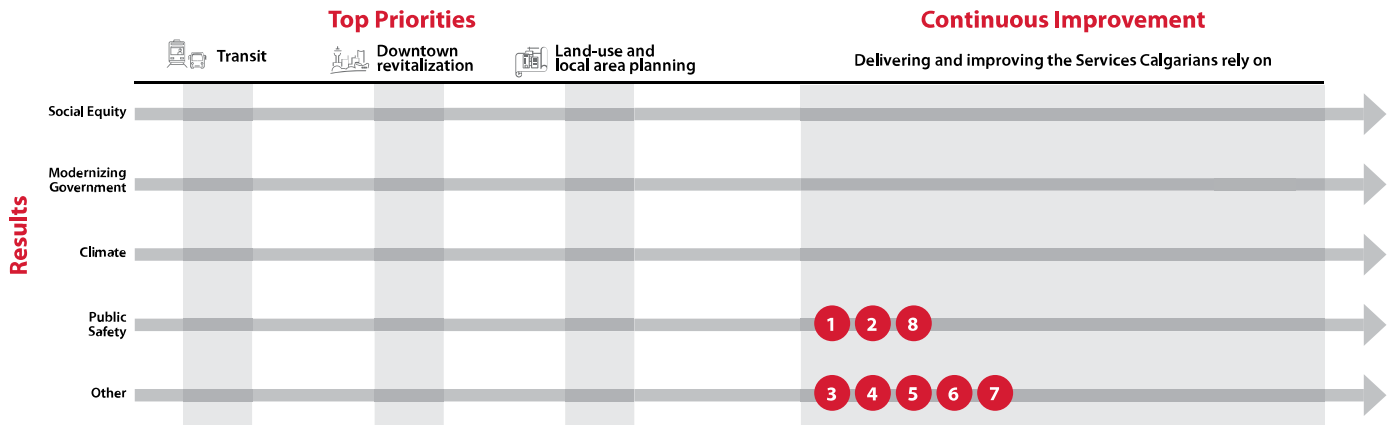 Top Priorities
Continuous Improvement
Transit
Downtown
revitalization
Land-use and
local area planning
Delivering and improving the Services Calgarians rely on
Results
Social Equity
Modernizing
Government
Climate
Public
Safety
1 2 8
Other
3 4 5 6 7